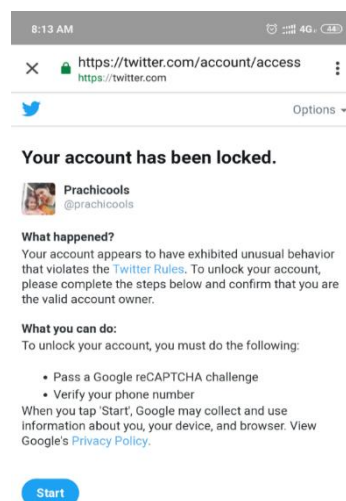 8:13 AM 4G. 44
https://twitter.com/account/access
https://twitter.com
Options
Your account has been locked.
Prachicools
@prachicools
What happened?
Your account appears to have exhibited unusual behavior
that violates the Twitter Rules. To unlock your account,
please complete the steps below and confirm that you are
the valid account owner.
What you can do:
To unlock your account, you must do the following:
• Pass a Google reCAPTCHA challenge
• Verify your phone number
When you tap 'Start', Google may collect and use
information about you, your device, and browser. View
Google's Privacy Policy.
Start